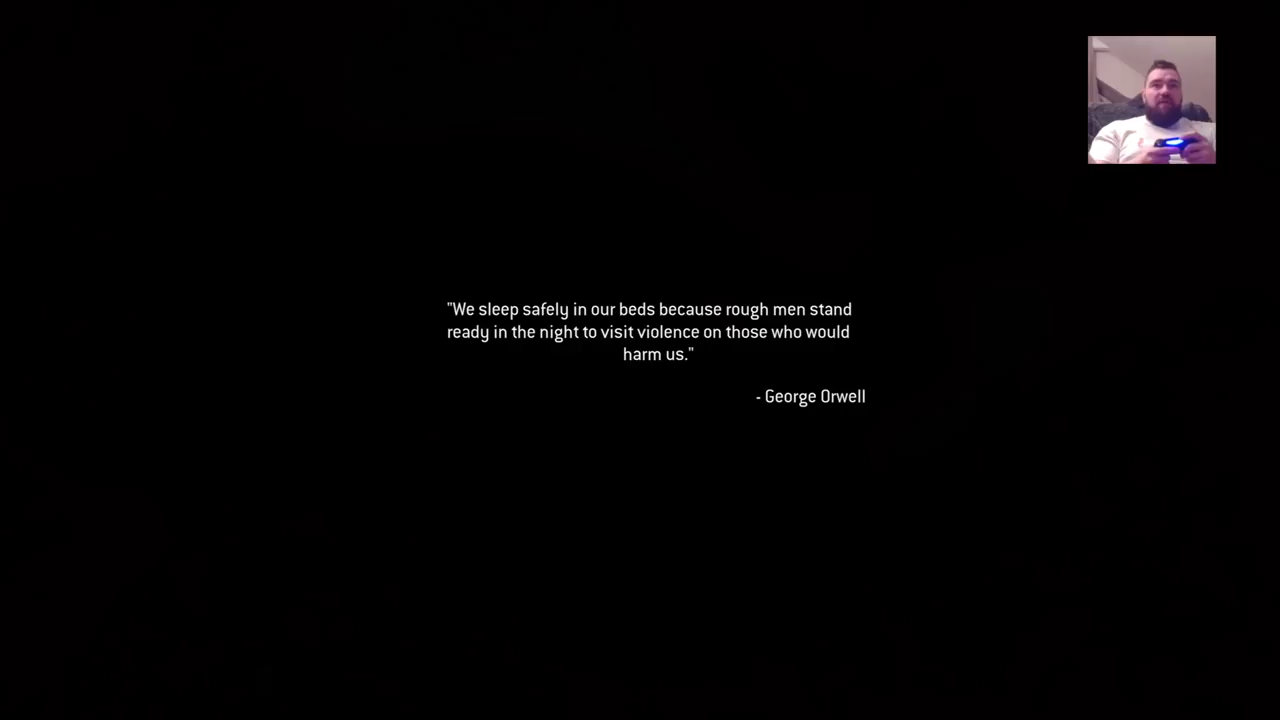 "We sleep safely in our beds because rough men stand
ready in the night to visit violence on those who would
harm us."
- George Orwell